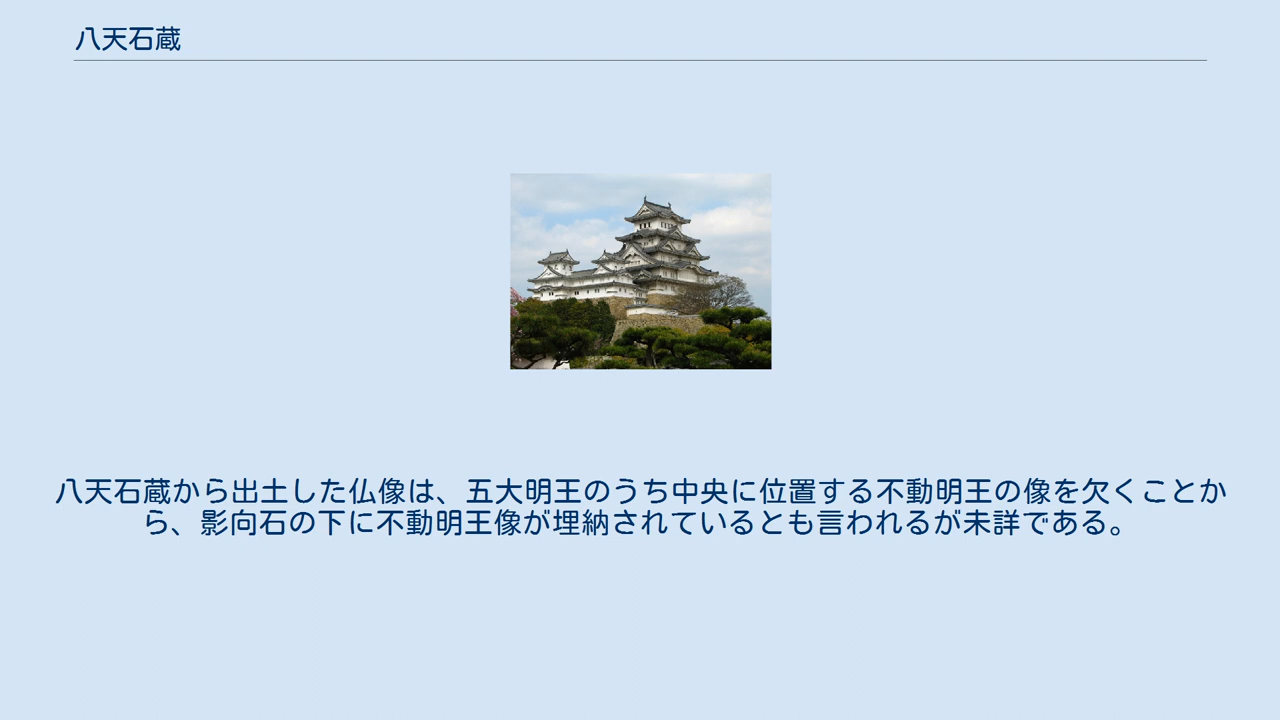 八天石蔵
八天石蔵から出土した仏像は、五大明王のうち中央に位置する不動明王の像を欠くことか
ら、影向石の下に不動明王像が埋納されているとも言われるが未詳である。